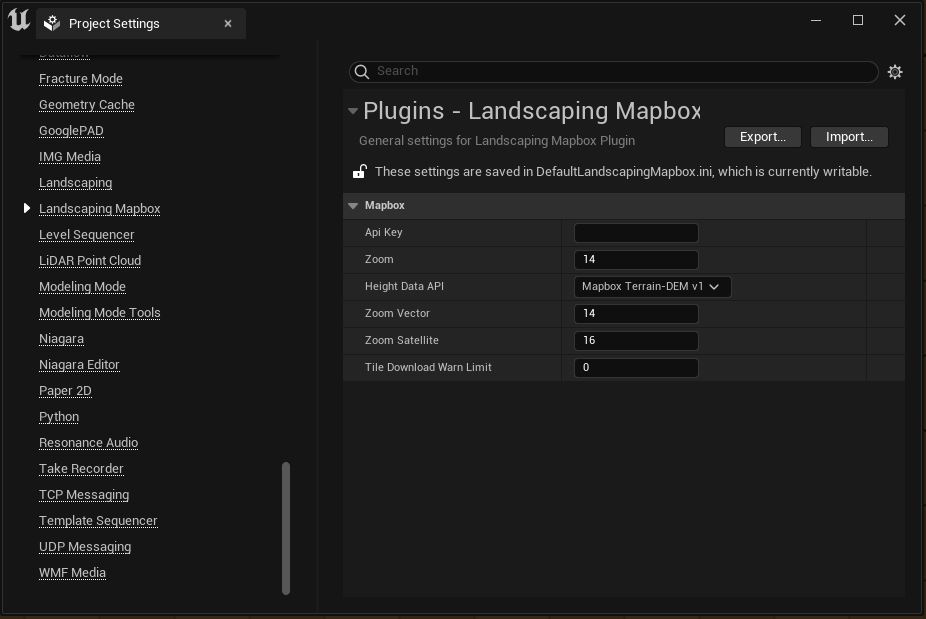 Project Settings
Dataflow
Fracture Mode
Geometry Cache
GooglePAD
IMG Media
Landscaping
Landscaping Mapbox
Level Sequencer
LiDAR Point Cloud
Modeling Mode
Modeling Mode Tools
Niagara
Niagara Editor
Paper 2D
Python
Resonance Audio
Take Recorder
TCP Messaging
Template Sequencer
UDP Messaging
WMF Media
Search
Plugins - Landscaping Mapbox
General settings for Landscaping Mapbox Plugin
Export...
Import...
These settings are saved in DefaultLandscapingMapbox.ini, which is currently writable.
Mapbox
Api Key
Zoom
14
Height Data API
Mapbox Terrain-DEM v1
Zoom Vector
14
Zoom Satellite
16
Tile Download Warn Limit
0